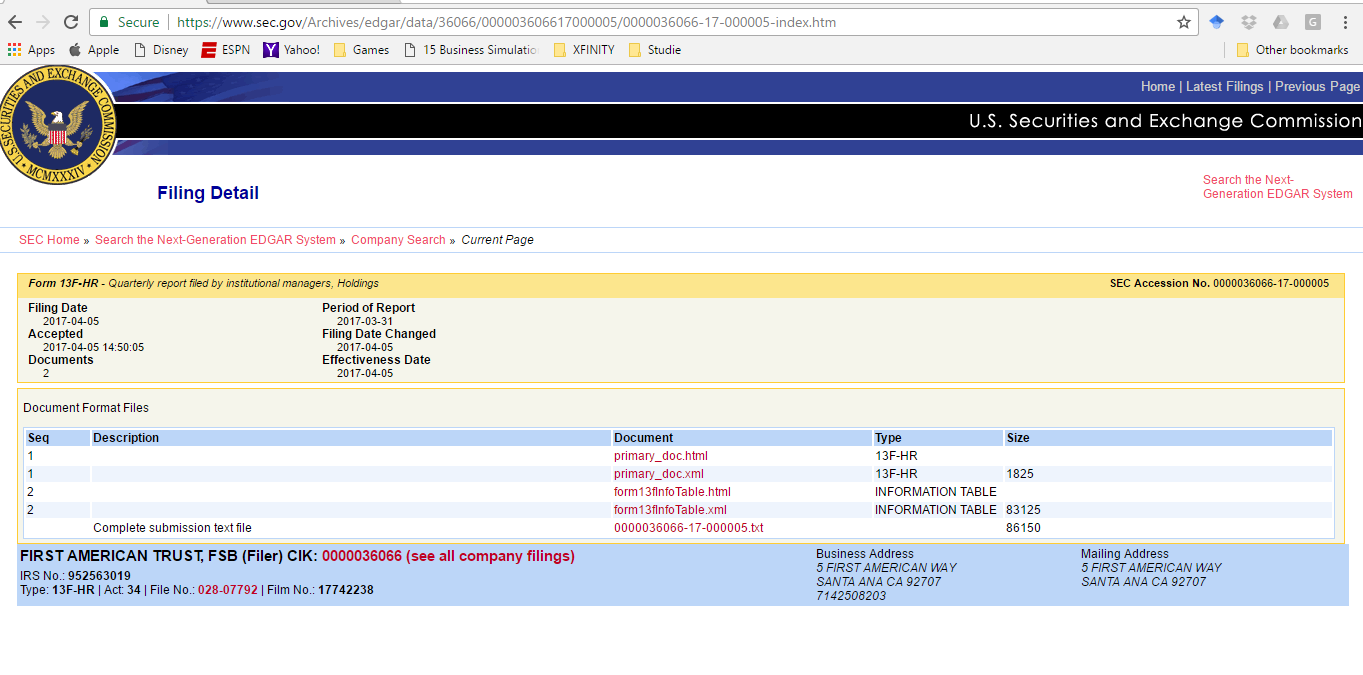 Secure https://www.sec.gov/Archives/edgar/data/36066/000003606617000005/0000036066-17-000005-index.htm
G
Apps Apple Disney ESPN Yahoo! Games 15 Business Simulatio XFINITY Studie Other bookmarks
U.S. SECURITIES AND EXCHANGE COMMISSION
MCMXXXIV
Home | Latest Filings | Previous Page
U.S. Securities and Exchange Commission
Filing Detail
Search the Next-
Generation EDGAR System
SEC Home » Search the Next-Generation EDGAR System » Company Search » Current Page
Form 13F-HR - Quarterly report filed by institutional managers, Holdings SEC Accession No. 0000036066-17-000005
Filing Date Period of Report
2017-04-05 2017-03-31
Accepted Filing Date Changed
2017-04-05 14:50:05 2017-04-05
Documents Effectiveness Date
2 2017-04-05
Document Format Files
Seq Description Document Type Size
1 primary_doc.html 13F-HR
1 primary_doc.xml 13F-HR 1825
2 form13fInfoTable.html INFORMATION TABLE
2 form13fInfoTable.xml INFORMATION TABLE 83125
Complete submission text file 0000036066-17-000005.txt 86150
FIRST AMERICAN TRUST, FSB (Filer) CIK: 0000036066 (see all company filings)
IRS No.: 952563019
Type: 13F-HR | Act: 34 | File No.: 028-07792 | Film No.: 17742238
Business Address
5 FIRST AMERICAN WAY
SANTA ANA CA 92707
7142508203
Mailing Address
5 FIRST AMERICAN WAY
SANTA ANA CA 92707